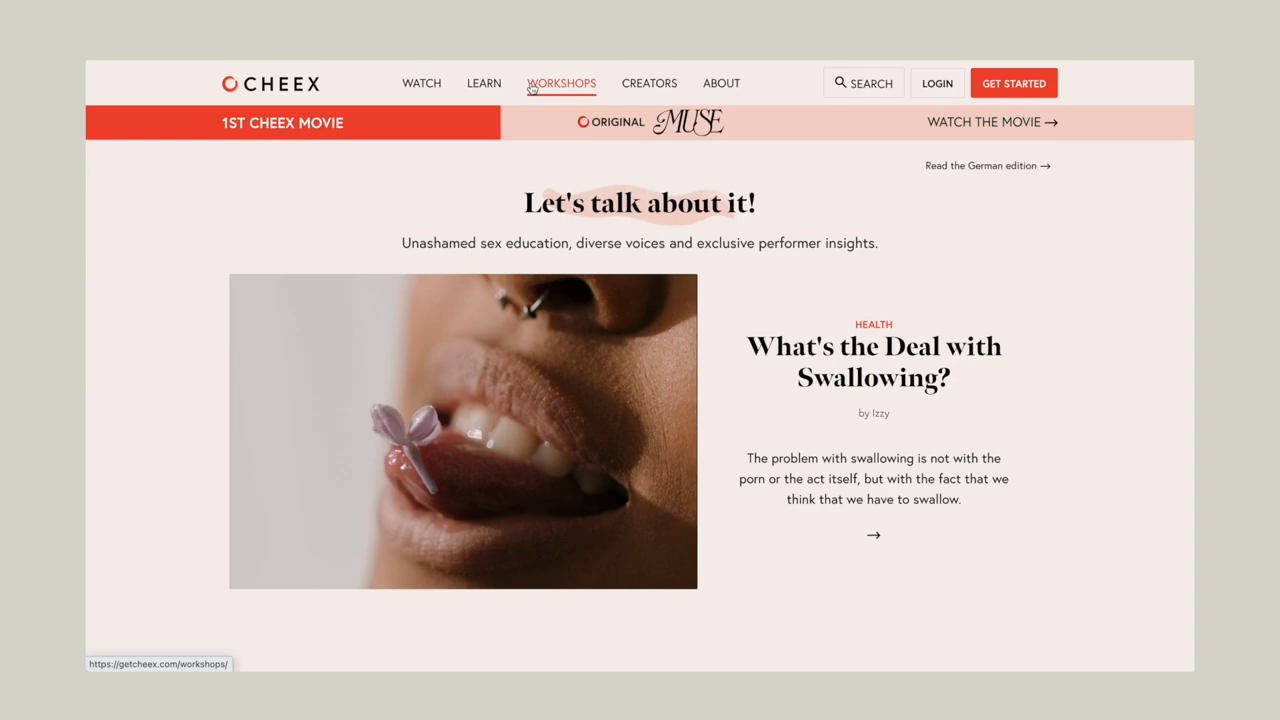 CHEEX
WATCH
LEARN
WORKSHOPS
CREATORS
ABOUT
SEARCH
LOGIN
GET STARTED
1ST CHEEX MOVIE
ORIGINAL MUSE
WATCH THE MOVIE →
Read the German edition →
Let's talk about it!
Unashamed sex education, diverse voices and exclusive performer insights.
HEALTH
What's the Deal with
Swallowing?
by Izzy
The problem with swallowing is not with the
porn or the act itself, but with the fact that we
think that we have to swallow.
→
https://getcheex.com/workshops/